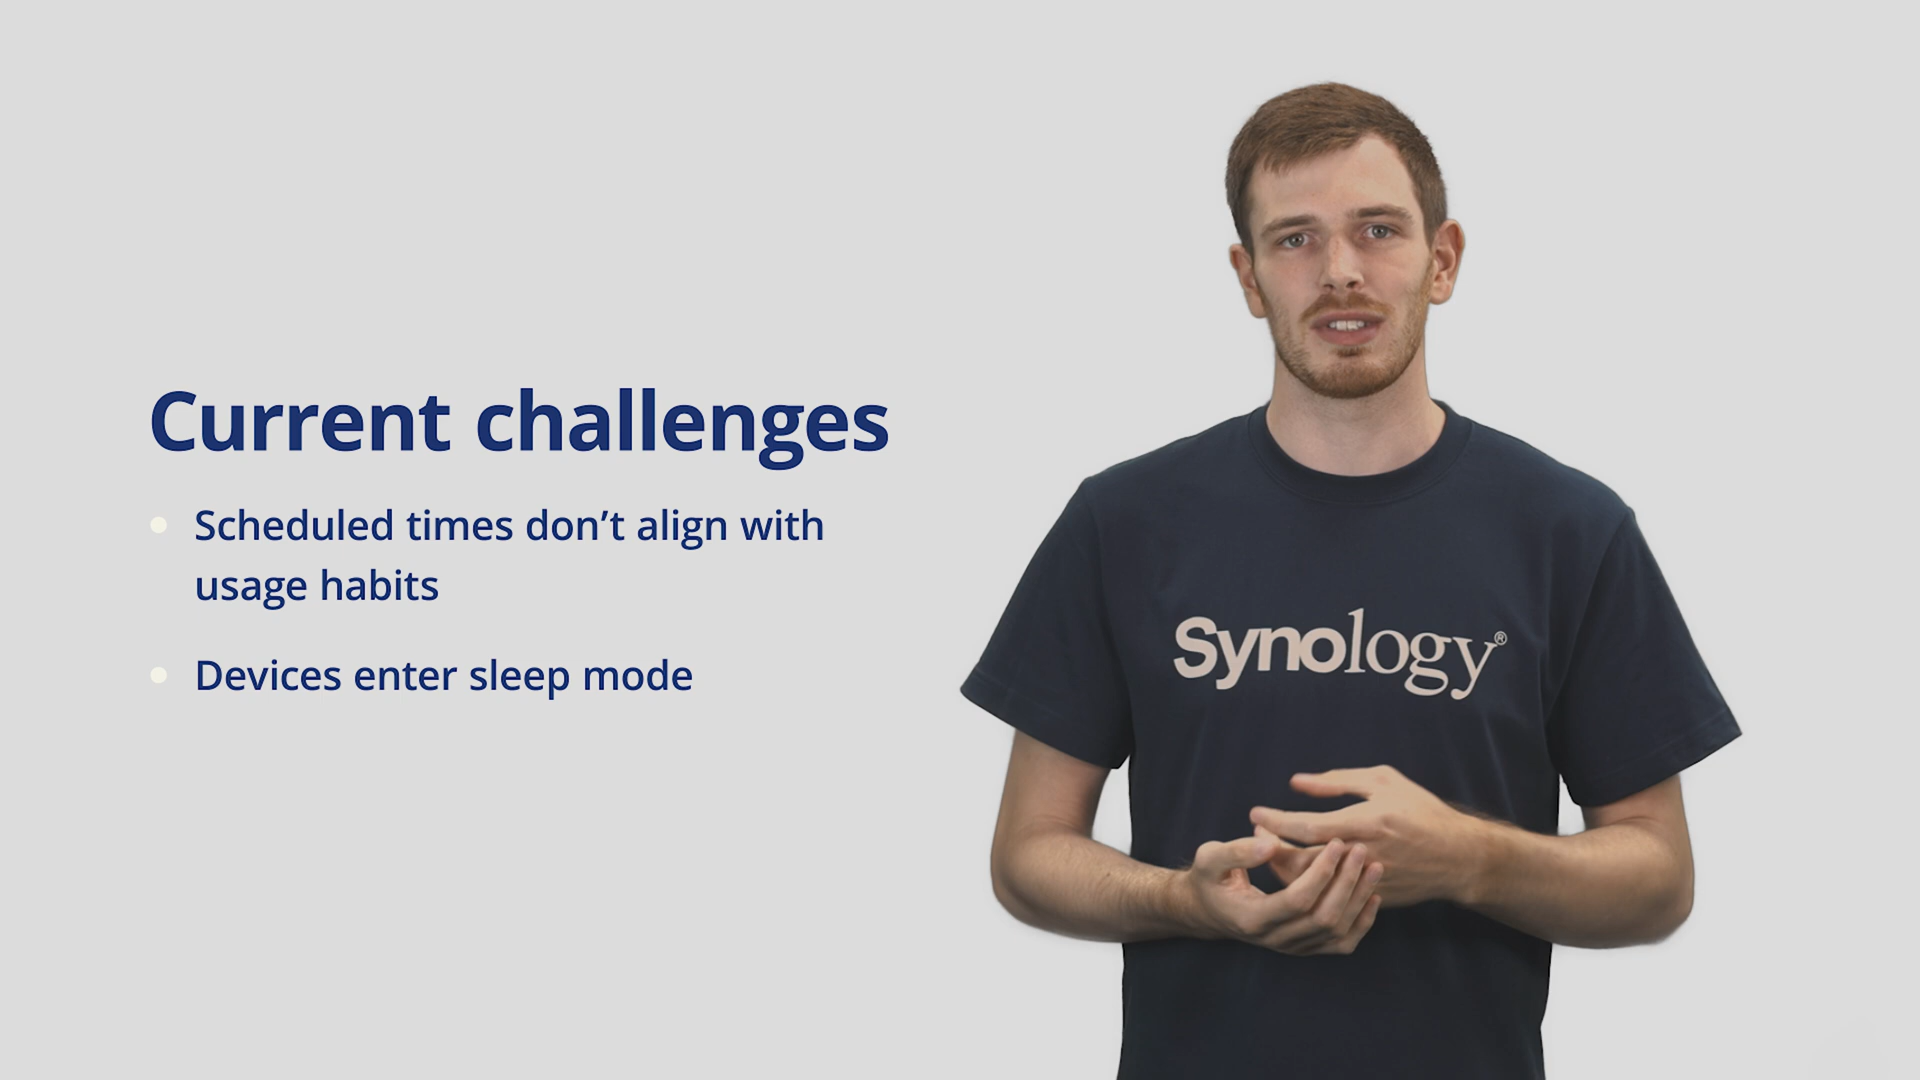 Current challenges
Scheduled times don’t align with
usage habits
Devices enter sleep mode
Synology®